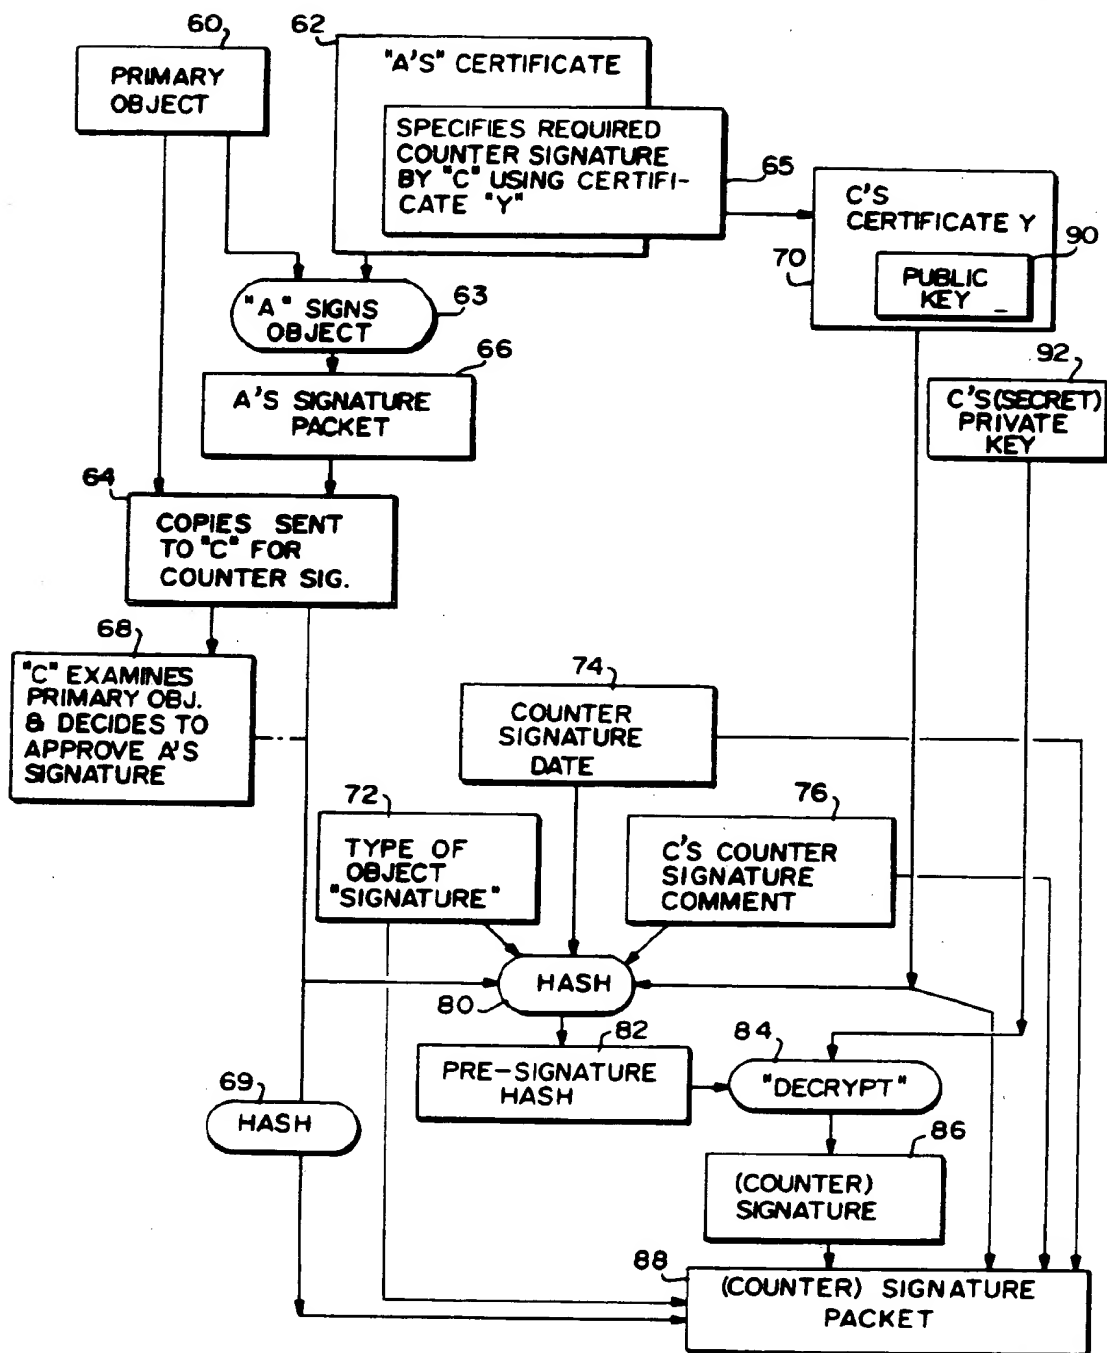 60
PRIMARY
OBJECT
62
"A'S" CERTIFICATE
SPECIFIES REQUIRED
COUNTER SIGNATURE
BY "C" USING CERTIFI-
CATE "Y"
65
C'S
CERTIFICATE Y
90
70
PUBLIC
KEY
"A" SIGNS
OBJECT
63
66
A'S SIGNATURE
PACKET
92
C'S (SECRET)
PRIVATE
KEY
64
COPIES SENT
TO "C" FOR
COUNTER SIG.
68
"C" EXAMINES
PRIMARY OBJ.
& DECIDES TO
APPROVE A'S
SIGNATURE
74
COUNTER
SIGNATURE
DATE
72
TYPE OF
OBJECT
"SIGNATURE"
76
C'S COUNTER
SIGNATURE
COMMENT
HASH
80
82
PRE-SIGNATURE
HASH
84
"DECRYPT"
69
HASH
86
(COUNTER)
SIGNATURE
88
(COUNTER) SIGNATURE
PACKET